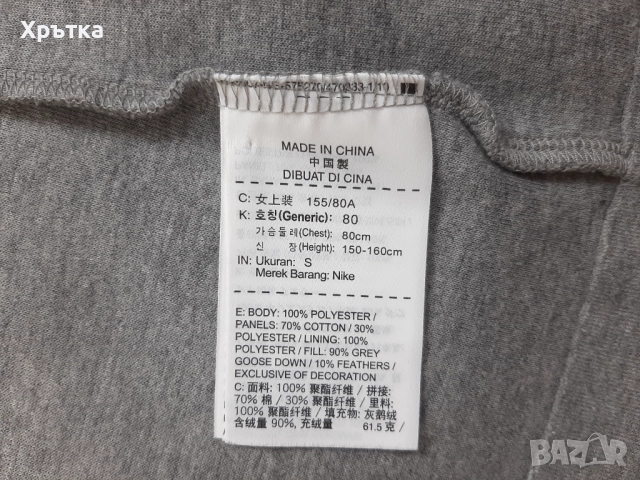 Хрътка
MADE IN CHINA
中国製
DIBUAT DI CINA
C: 女上装 155/80A
K: 호칭(Generic): 80
가슴둘레(Chest): 80cm
신 장(Height): 150-160cm
IN: Ukuran: S
Merek Barang: Nike
E: BODY: 100% POLYESTER /
PANELS: 70% COTTON / 30%
POLYESTER / LINING: 100%
POLYESTER / FILL: 90% GREY
GOOSE DOWN / 10% FEATHERS /
EXCLUSIVE OF DECORATION
C: 面料: 100% 聚酯纤维 / 拼接:
70% 棉 / 30% 聚酯纤维 / 里料:
100% 聚酯纤维 / 填充物: 灰鹅绒
含绒量 90%, 充绒量 61.5 克 /
BAZAR